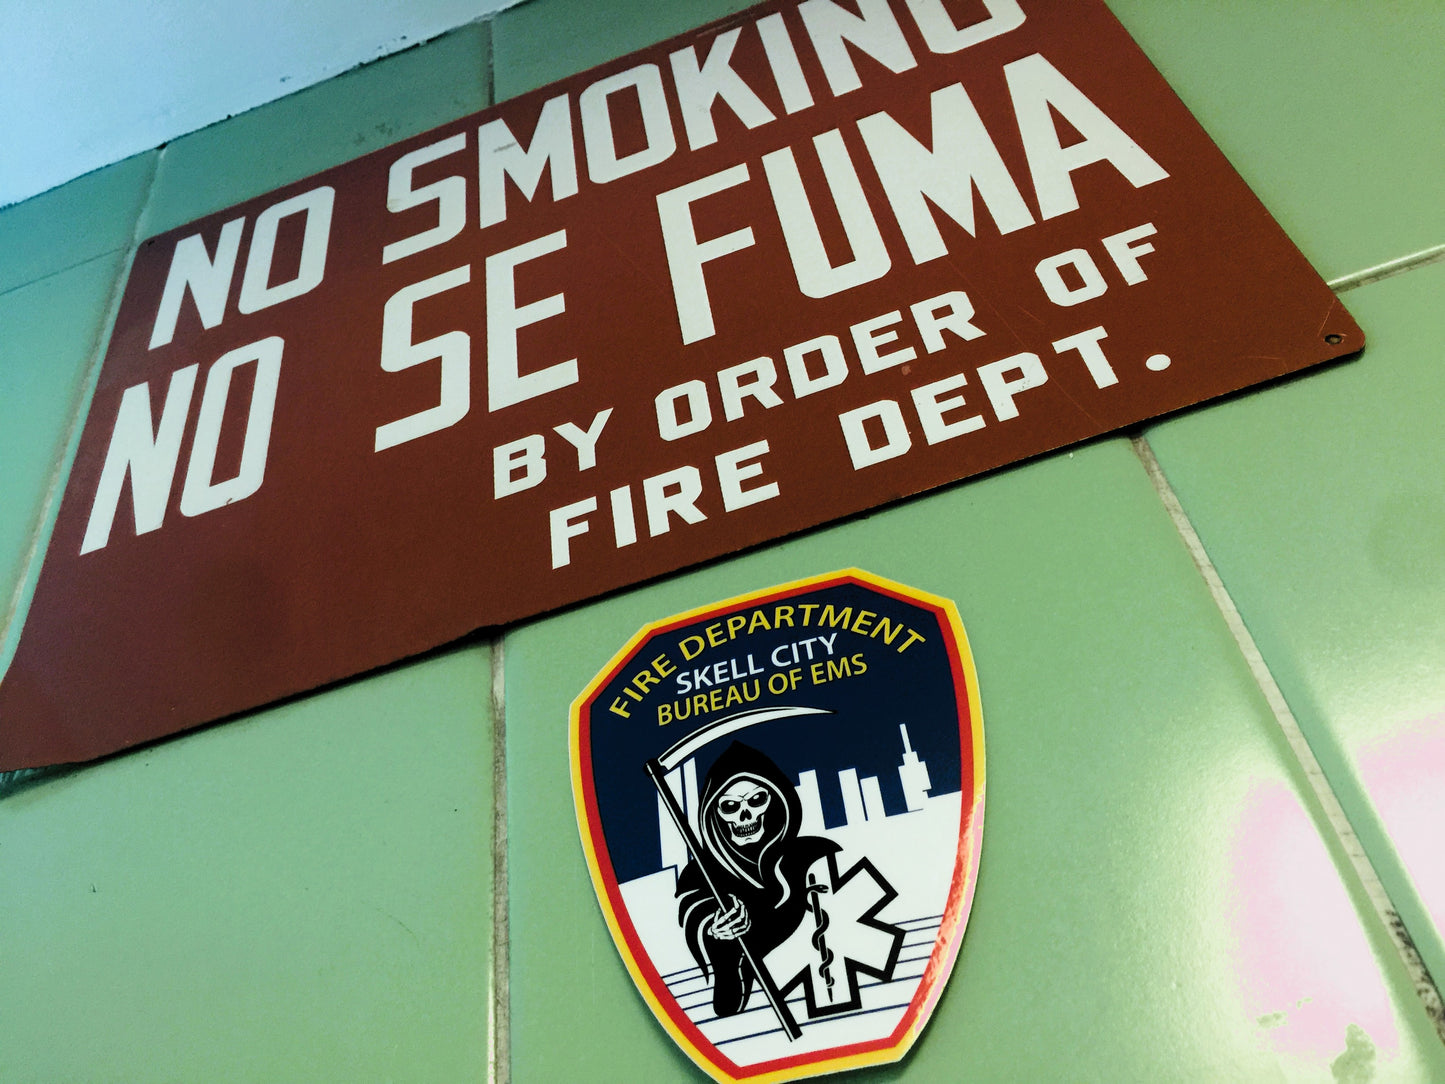 NO SMOKING
NO SE FUMA
BY ORDER OF
FIRE DEPT.
FIRE DEPARTMENT
SKELL CITY
BUREAU OF EMS